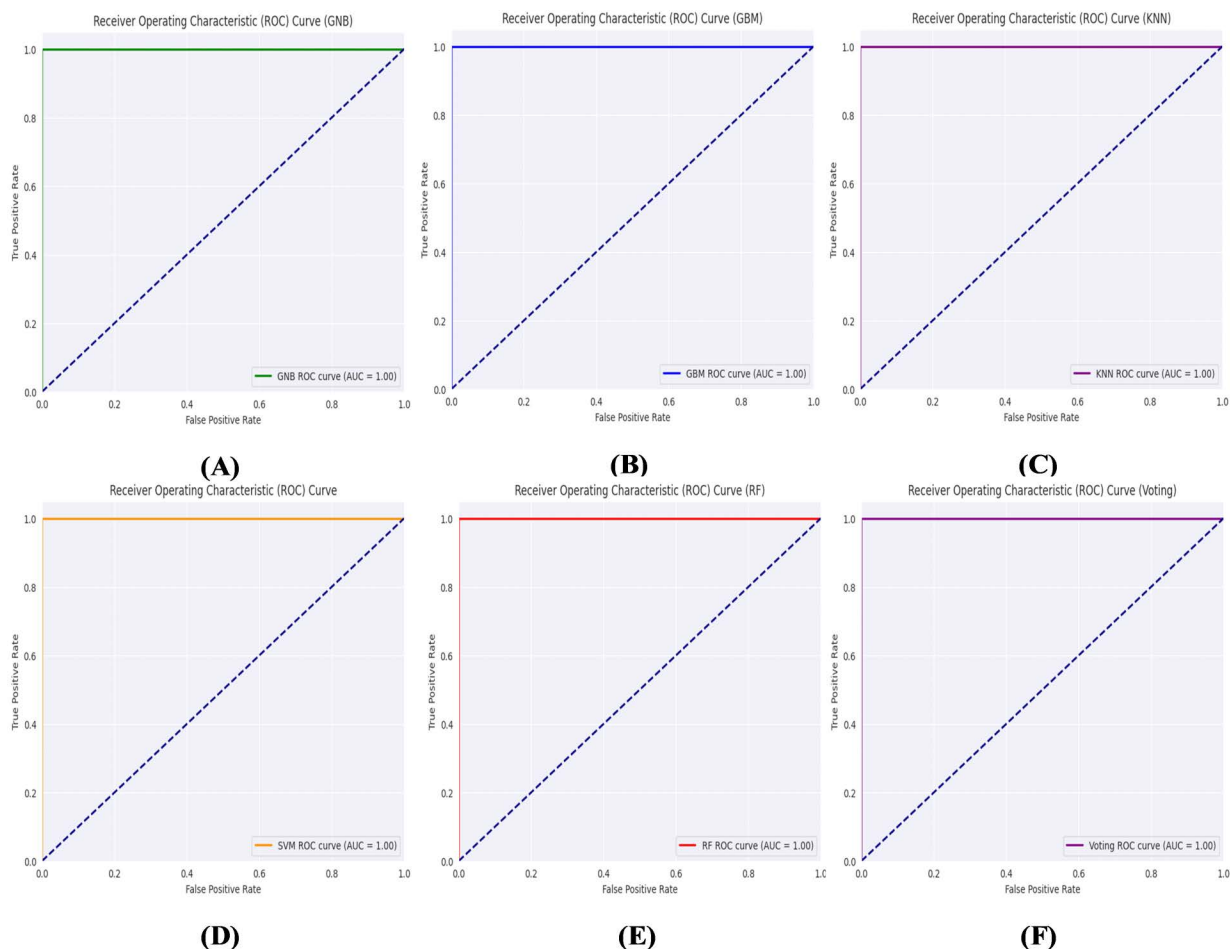 Receiver Operating Characteristic (ROC) Curve (GNB)
1.0
0.8
0.6
0.4
0.2
0.0
True Positive Rate
GNB ROC curve (AUC = 1.00)
0.0 0.2 0.4 0.6 0.8 1.0
False Positive Rate
(A)
Receiver Operating Characteristic (ROC) Curve (GBM)
1.0
0.8
0.6
0.4
0.2
0.0
True Positive Rate
GBM ROC curve (AUC = 1.00)
0.0 0.2 0.4 0.6 0.8 1.0
False Positive Rate
(B)
Receiver Operating Characteristic (ROC) Curve (KNN)
1.0
0.8
0.6
0.4
0.2
0.0
True Positive Rate
KNN ROC curve (AUC = 1.00)
0.0 0.2 0.4 0.6 0.8 1.0
False Positive Rate
(C)
Receiver Operating Characteristic (ROC) Curve
1.0
0.8
0.6
0.4
0.2
0.0
True Positive Rate
SVM ROC curve (AUC = 1.00)
0.0 0.2 0.4 0.6 0.8 1.0
False Positive Rate
(D)
Receiver Operating Characteristic (ROC) Curve (RF)
1.0
0.8
0.6
0.4
0.2
0.0
True Positive Rate
RF ROC curve (AUC = 1.00)
0.0 0.2 0.4 0.6 0.8 1.0
False Positive Rate
(E)
Receiver Operating Characteristic (ROC) Curve (Voting)
1.0
0.8
0.6
0.4
0.2
0.0
True Positive Rate
Voting ROC curve (AUC = 1.00)
0.0 0.2 0.4 0.6 0.8 1.0
False Positive Rate
(F)